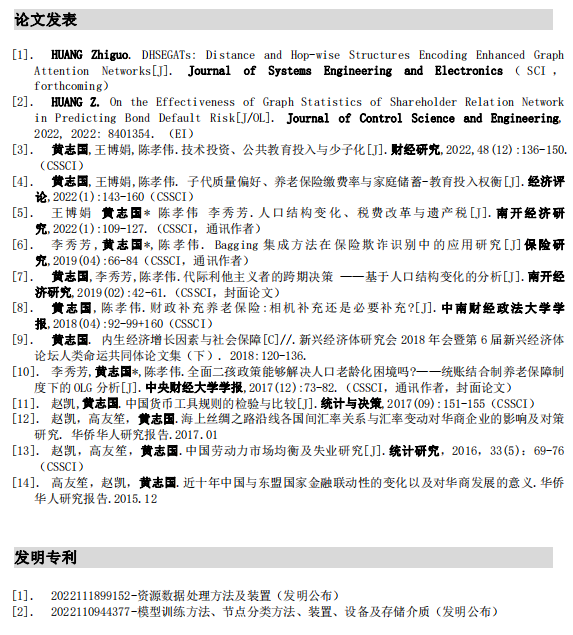 论文发表
[1]. HUANG Zhiguo. DHSEGATs: Distance and Hop-wise Structures Encoding Enhanced Graph
Attention Networks[J]. Journal of Systems Engineering and Electronics（SCI，
forthcoming）
[2]. HUANG Z. On the Effectiveness of Graph Statistics of Shareholder Relation Network
in Predicting Bond Default Risk[J/OL]. Journal of Control Science and Engineering,
2022, 2022: 8401354.（EI）
[3]. 黄志国,王博娟,陈孝伟.技术投资、公共教育投入与少子化[J].财经研究,2022,48(12):136-150.
（CSSCI）
[4]. 黄志国,王博娟,陈孝伟. 子代质量偏好、养老保险缴费率与家庭储蓄-教育投入权衡[J].经济评
论,2022(1):143-160（CSSCI）
[5]. 王博娟 黄志国* 陈孝伟 李秀芳.人口结构变化、税费改革与遗产税[J].南开经济研
究,2022(1):109-127.（CSSCI，通讯作者）
[6]. 李秀芳,黄志国*,陈孝伟. Bagging 集成方法在保险欺诈识别中的应用研究[J]保险研
究,2019(04):66-84（CSSCI，通讯作者）
[7]. 黄志国,李秀芳,陈孝伟.代际利他主义者的跨期决策 ——基于人口结构变化的分析[J].南开经
济研究,2019(02):42-61.（CSSCI，封面论文）
[8]. 黄志国,陈孝伟.财政补充养老保险:相机补充还是必要补充?[J].中南财经政法大学学
报,2018(04):92-99+160（CSSCI）
[9]. 黄志国. 内生经济增长因素与社会保障[C]//.新兴经济体研究会2018年会暨第6届新兴经济体
论坛人类命运共同体论文集（下）. 2018:120-136.
[10]. 李秀芳,黄志国*,陈孝伟.全面二孩政策能够解决人口老龄化困境吗?——统账结合制养老保障制
度下的OLG分析[J].中央财经大学学报,2017(12):73-82.（CSSCI，通讯作者，封面论文）
[11]. 赵凯,黄志国.中国货币工具规则的检验与比较[J].统计与决策,2017(09):151-155（CSSCI）
[12]. 赵凯，高友笙，黄志国.海上丝绸之路沿线各国间汇率关系与汇率变动对华商企业的影响及对策
研究. 华侨华人研究报告.2017.01
[13]. 赵凯，高友笙，黄志国.中国劳动力市场均衡及失业研究[J].统计研究，2016，33(5)：69-76
（CSSCI）
[14]. 高友笙，赵凯，黄志国.近十年中国与东盟国家金融联动性的变化以及对华商发展的意义.华侨
华人研究报告.2015.12
发明专利
[1]. 2022111899152-资源数据处理方法及装置（发明公布）
[2]. 2022110944377-模型训练方法、节点分类方法、装置、设备及存储介质（发明公布）